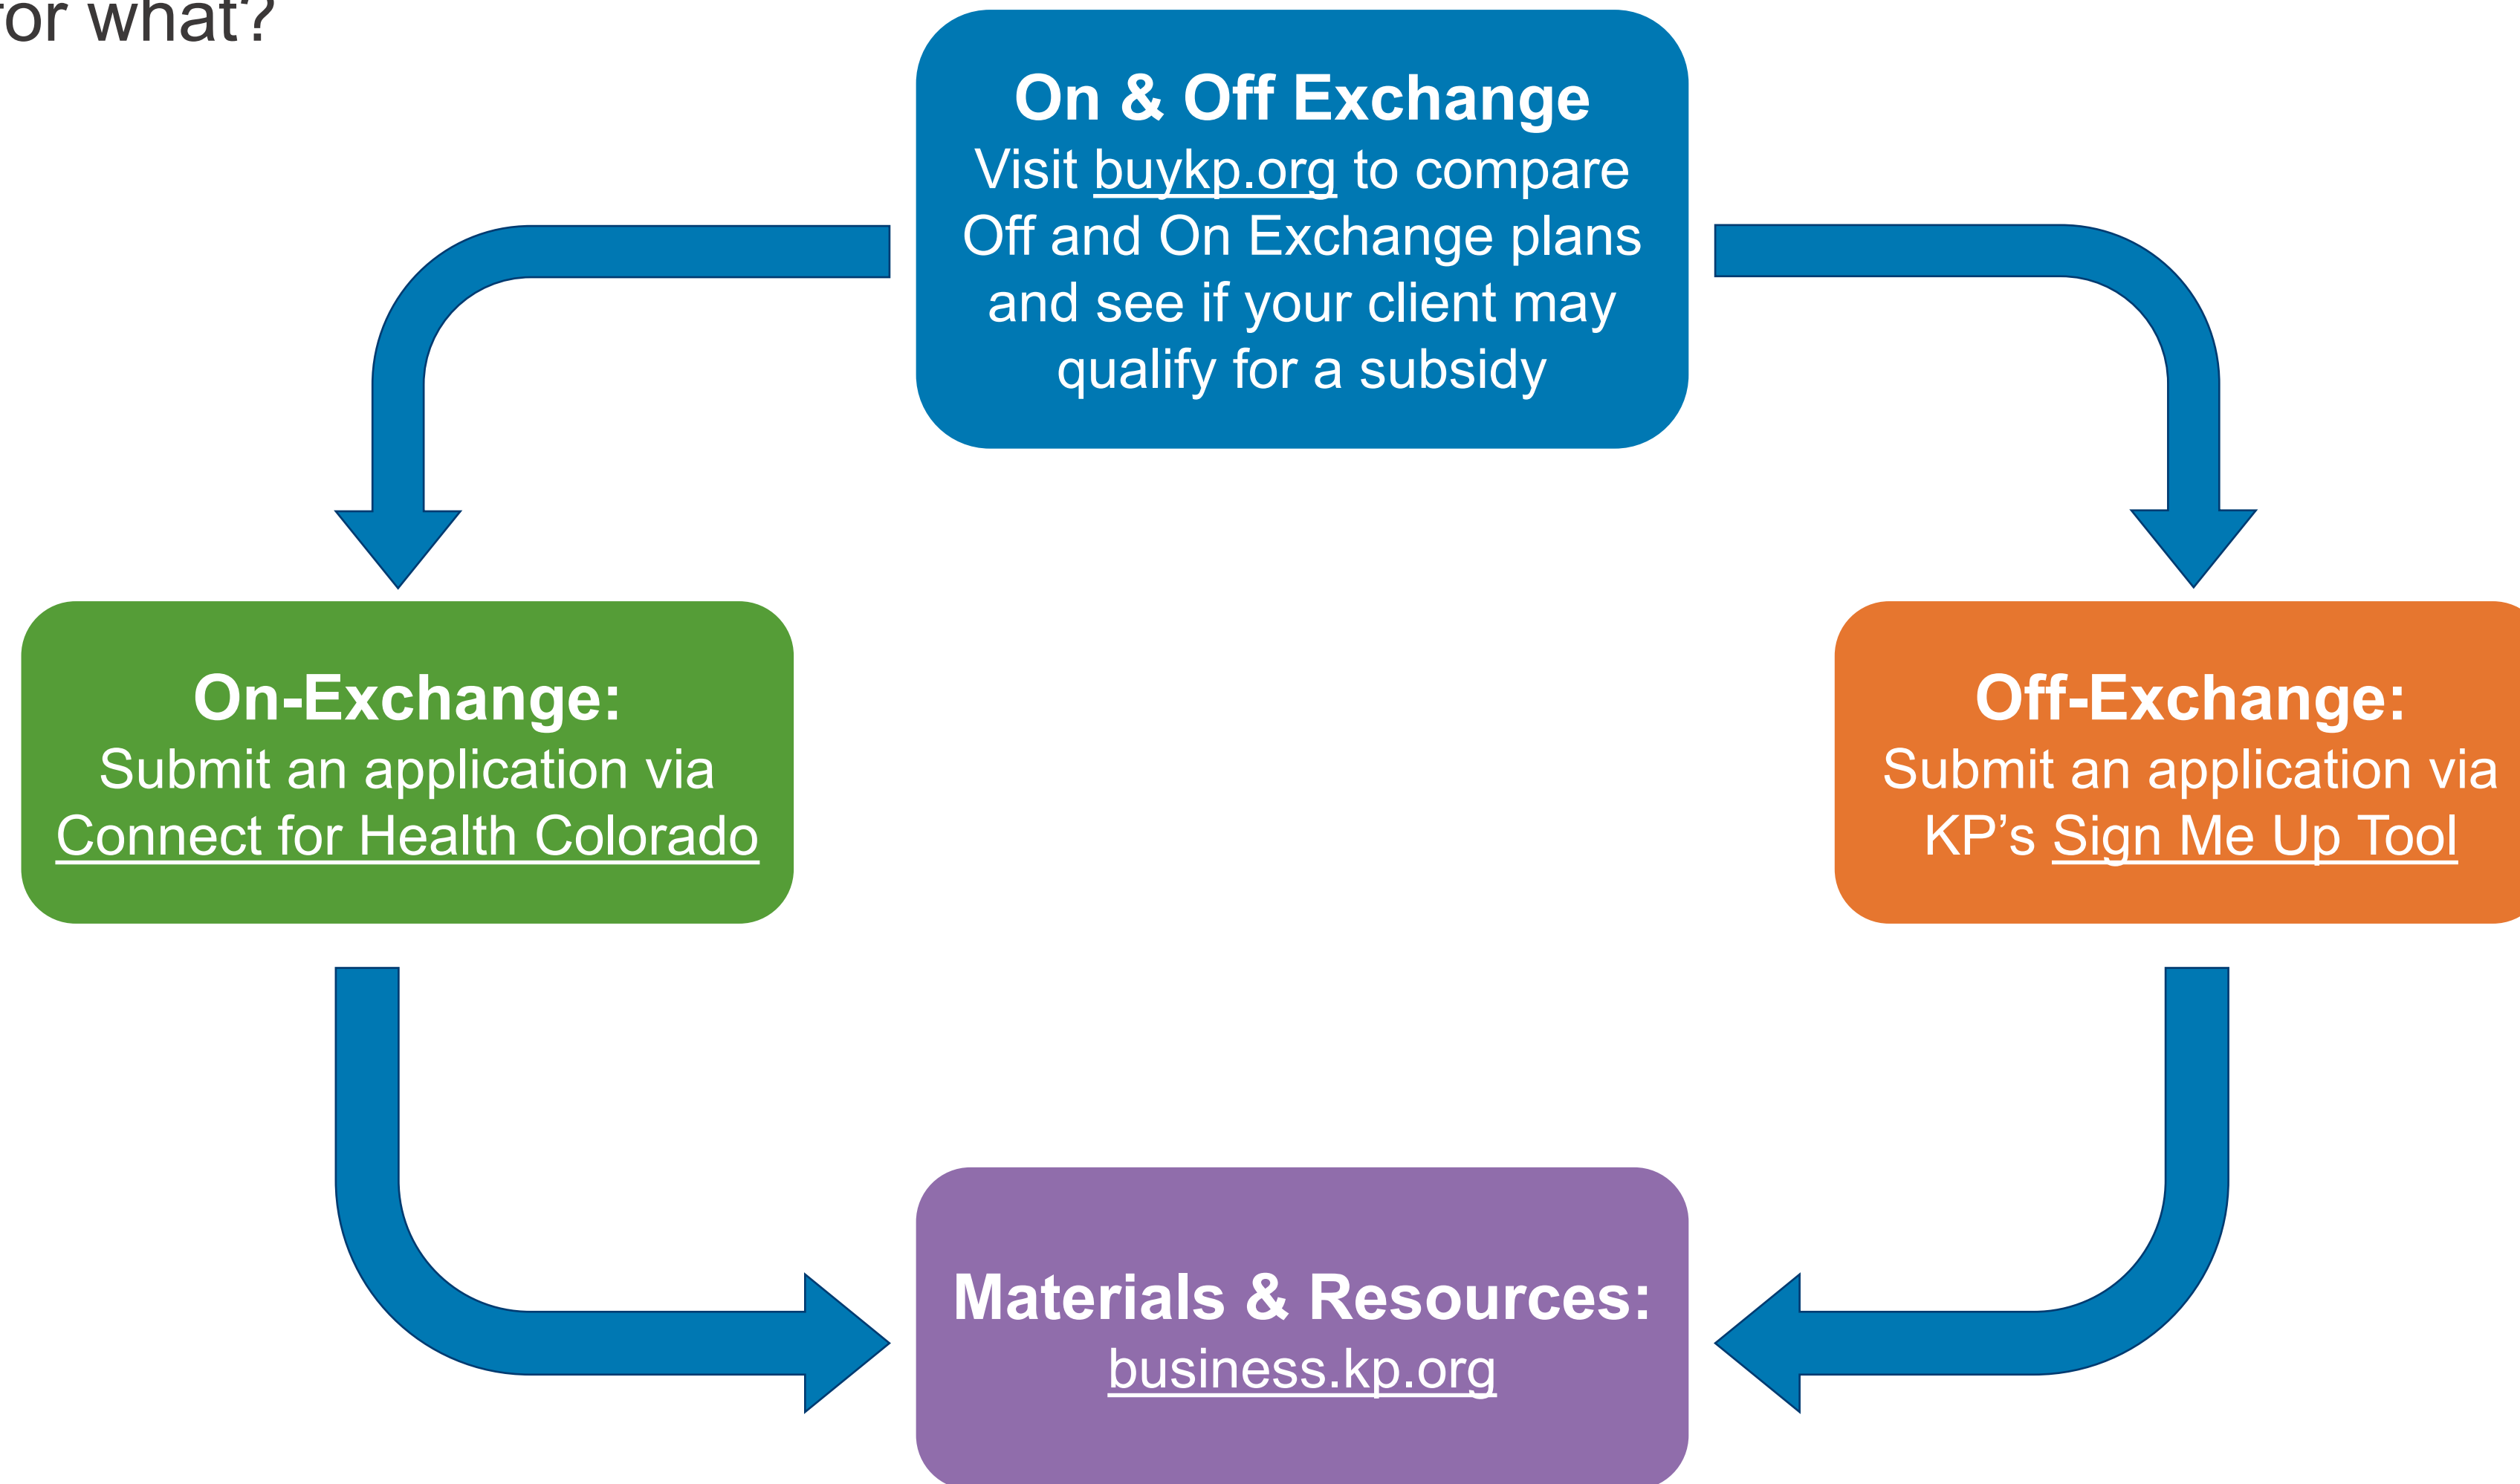 for what?
On & Off Exchange
Visit buykp.org to compare
Off and On Exchange plans
and see if your client may
qualify for a subsidy
On-Exchange:
Submit an application via
Connect for Health Colorado
Off-Exchange:
Submit an application via
KP’s Sign Me Up Tool
Materials & Resources:
business.kp.org